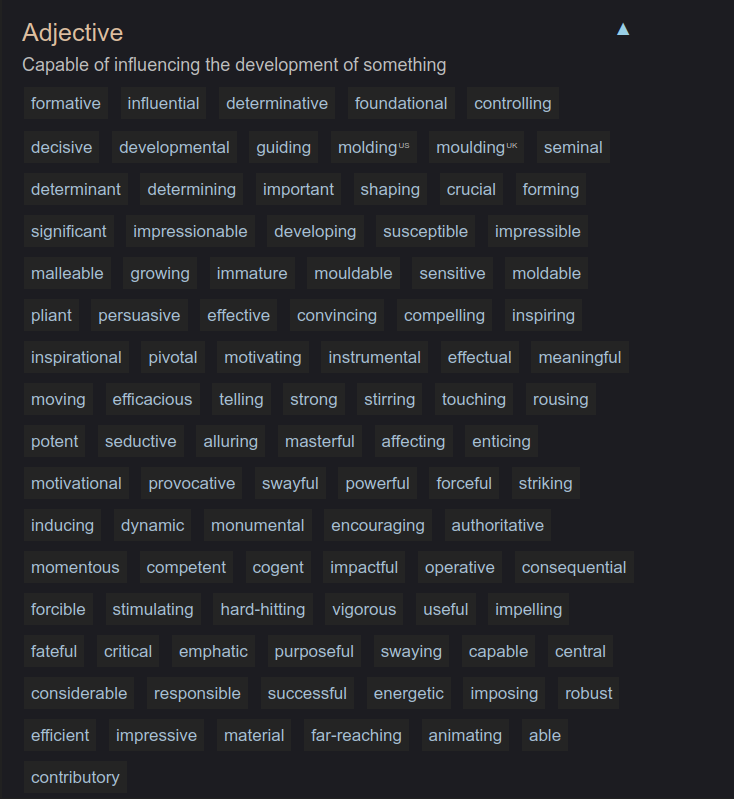 Adjective ▲
Capable of influencing the development of something
formative influential determinative foundational controlling
decisive developmental guiding molding US moulding UK seminal
determinant determining important shaping crucial forming
significant impressionable developing susceptible impressible
malleable growing immature mouldable sensitive moldable
pliant persuasive effective convincing compelling inspiring
inspirational pivotal motivating instrumental effectual meaningful
moving efficacious telling strong stirring touching rousing
potent seductive alluring masterful affecting enticing
motivational provocative swayful powerful forceful striking
inducing dynamic monumental encouraging authoritative
momentous competent cogent impactful operative consequential
forcible stimulating hard-hitting vigorous useful impelling
fateful critical emphatic purposeful swaying capable central
considerable responsible successful energetic imposing robust
efficient impressive material far-reaching animating able
contributory